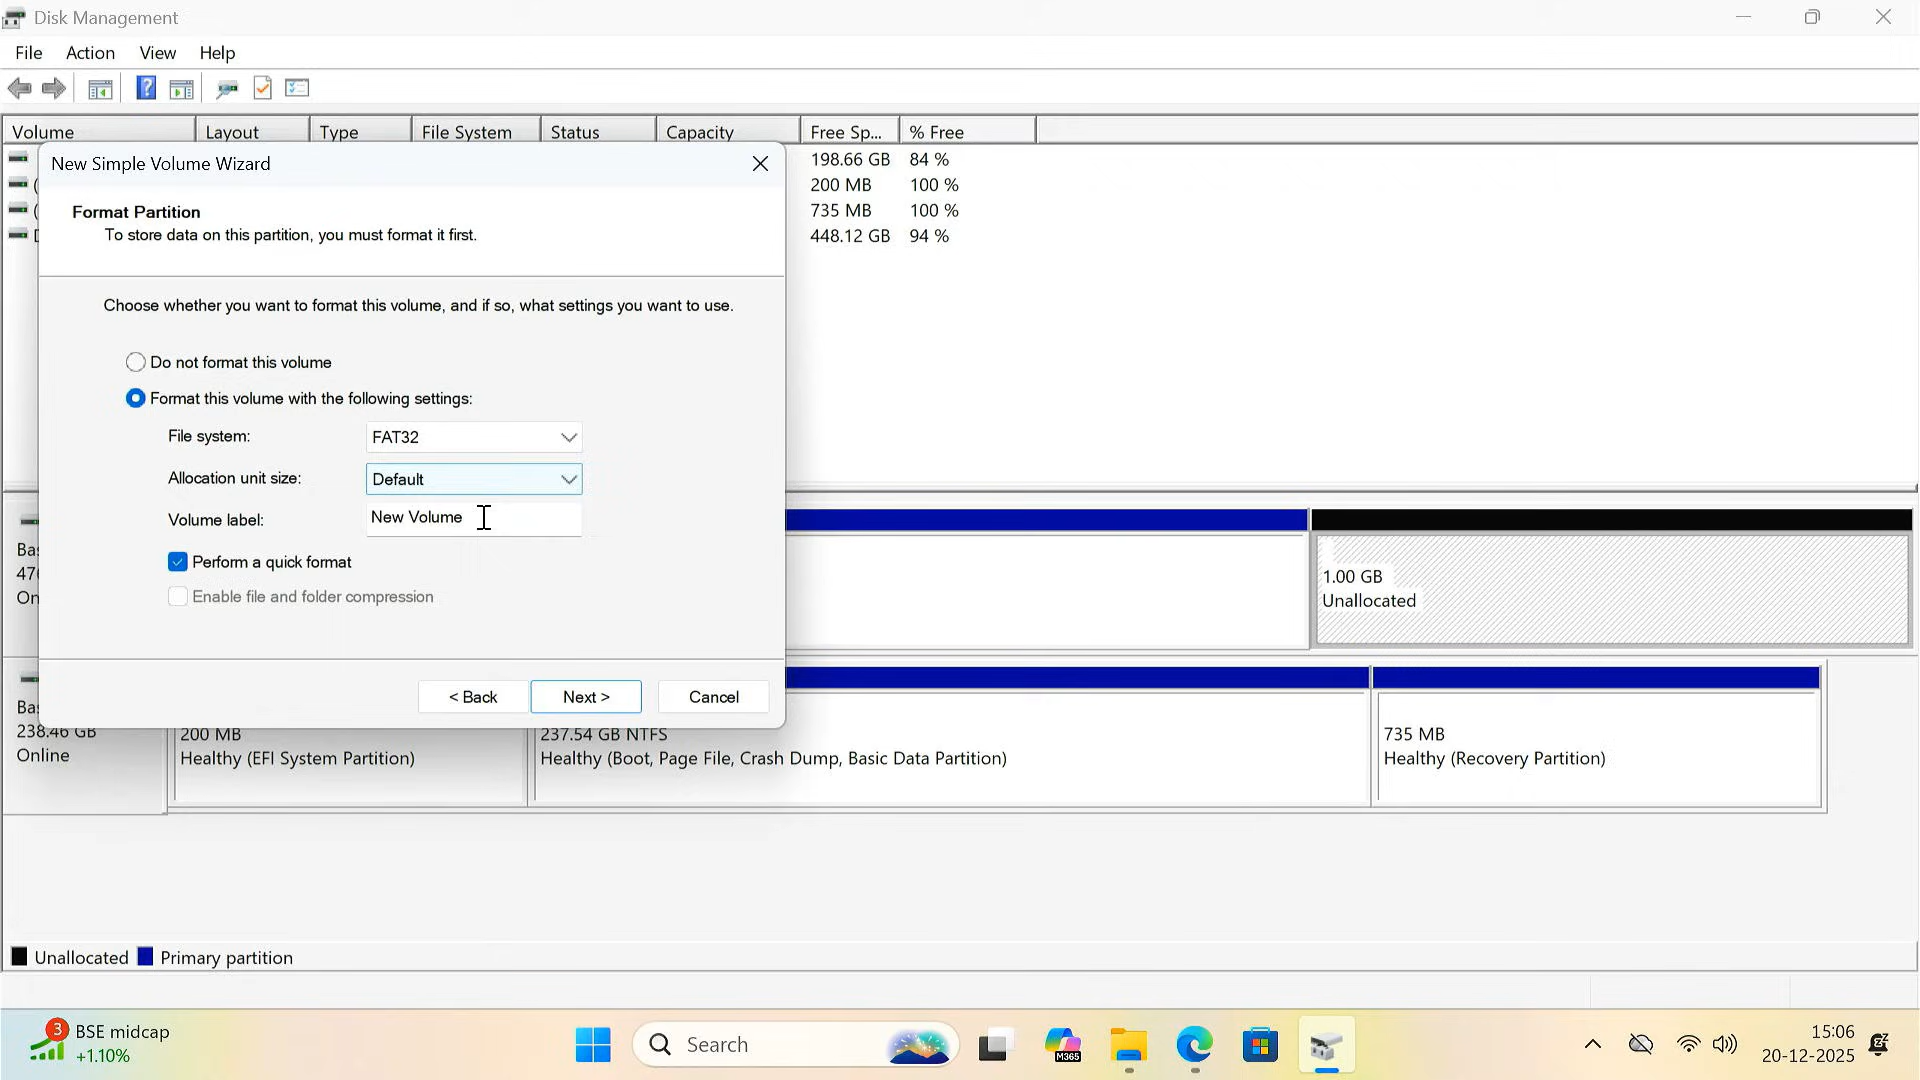 Disk Management
File Action View Help
Volume Layout Type File System Status Capacity Free Sp... % Free
198.66 GB 84 %
200 MB 100 %
735 MB 100 %
448.12 GB 94 %
New Simple Volume Wizard
Format Partition
To store data on this partition, you must format it first.
Choose whether you want to format this volume, and if so, what settings you want to use.
Do not format this volume
Format this volume with the following settings:
File system: FAT32
Allocation unit size: Default
Volume label: New Volume
Perform a quick format
Enable file and folder compression
< Back Next > Cancel
1.00 GB
Unallocated
238.46 GB
Online
200 MB
Healthy (EFI System Partition)
237.54 GB NTFS
Healthy (Boot, Page File, Crash Dump, Basic Data Partition)
735 MB
Healthy (Recovery Partition)
Unallocated Primary partition
3
BSE midcap
+1.10%
Search
M365
15:06
20-12-2025